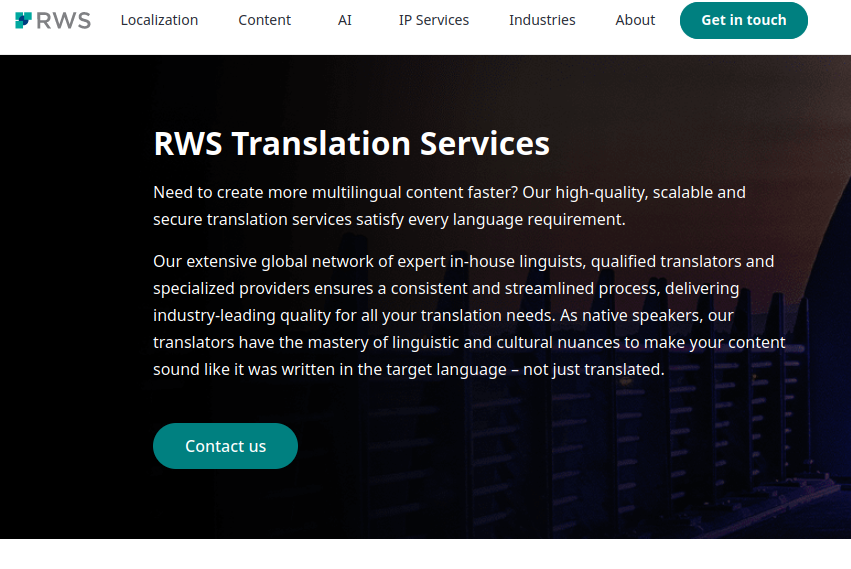 RWS
Localization
Content
AI
IP Services
Industries
About
Get in touch
RWS Translation Services
Need to create more multilingual content faster? Our high-quality, scalable and
secure translation services satisfy every language requirement.
Our extensive global network of expert in-house linguists, qualified translators and
specialized providers ensures a consistent and streamlined process, delivering
industry-leading quality for all your translation needs. As native speakers, our
translators have the mastery of linguistic and cultural nuances to make your content
sound like it was written in the target language – not just translated.
Contact us